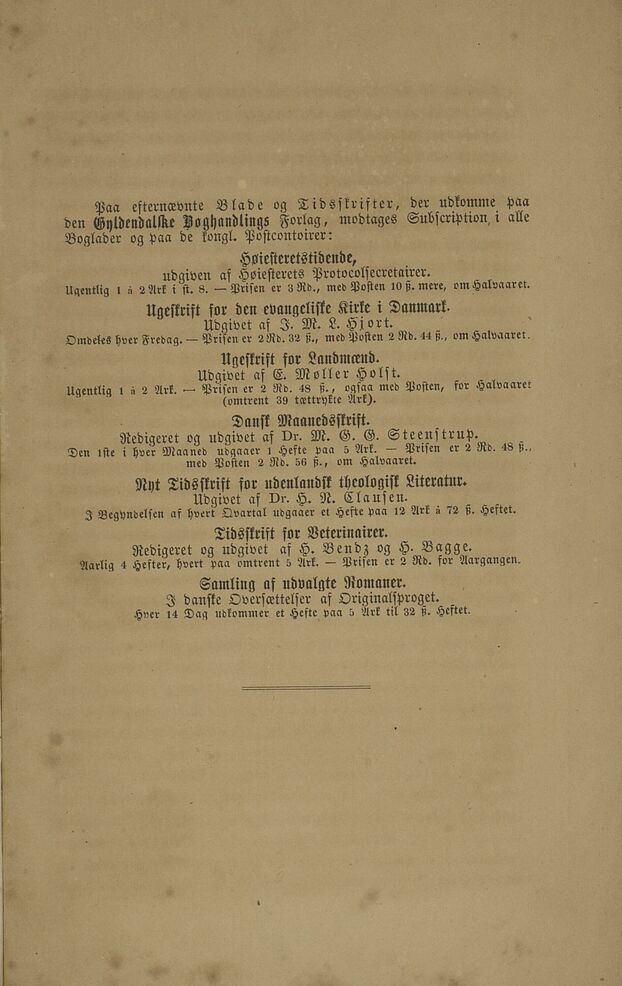 Paa efternævnte Blade og Tidsskrifter, der udkomme paa
den Gyldendalske Boghandlings Forlag, modtages Subscription i alle
Boglader og paa de kongl. Postcontoirer:
Høiesteretstidende,
udgiven af Høiesterets Protocolsecretairer.
Ugentlig 1 à 2 Ark i st. 8. — Prisen er 3 Rd., med Posten 10 ß. mere, om Halvaaret.
Ugeskrift for den evangeliske Kirke i Danmark.
Udgivet af J. M. L. Hjort.
Omdeles hver Fredag. — Prisen er 2 Rd. 32 ß., med Posten 2 Rd. 44 ß., om Halvaaret.
Ugeskrift for Landmænd.
Udgivet af E. Møller Holst.
Ugentlig 1 à 2 Ark. — Prisen er 2 Rd. 48 ß., ogsaa med Posten, for Halvaaret
(omtrent 39 tættrykte Ark).
Dansk Maanedsskrift.
Redigeret og udgivet af Dr. M. G. G. Steenstrup.
Den 1ste i hver Maaned udgaaer 1 Hefte paa 5 Ark. — Prisen er 2 Rd. 48 ß.,
med Posten 2 Rd. 56 ß., om Halvaaret.
Nyt Tidsskrift for udenlandsk theologisk Literatur.
Udgivet af Dr. H. N. Clausen.
I Begyndelsen af hvert Qvartal udgaaer et Hefte paa 12 Ark à 72 ß. Heftet.
Tidsskrift for Veterinairer.
Redigeret og udgivet af H. Bendz og H. Bagge.
Aarlig 4 Hefter, hvert paa omtrent 5 Ark. — Prisen er 2 Rd. for Aargangen.
Samling af udvalgte Romaner.
I danske Oversættelser af Originalsproget.
Hver 14 Dag udkommer et Hefte paa 5 Ark til 32 ß. Heftet.